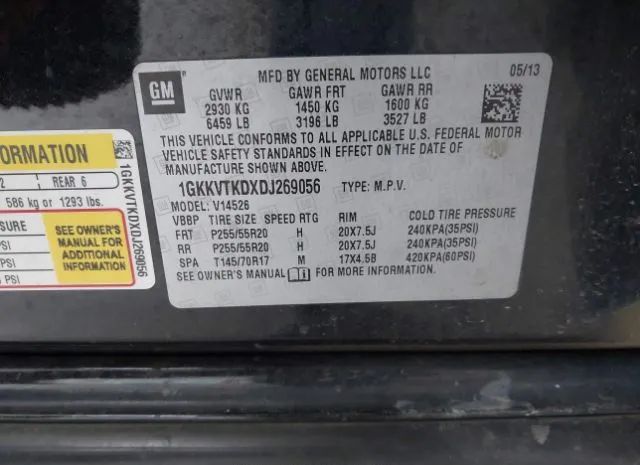 GM
MFD BY GENERAL MOTORS LLC 05/13
GVWR GAWR FRT GAWR RR
2930 KG 1450 KG 1600 KG
6459 LB 3196 LB 3527 LB
THIS VEHICLE CONFORMS TO ALL APPLICABLE U.S. FEDERAL MOTOR
VEHICLE SAFETY STANDARDS IN EFFECT ON THE DATE OF
MANUFACTURE SHOWN ABOVE.
1GKKVTKDXDJ269056 TYPE: M.P.V.
MODEL: V14526
VBBP TIRE SIZE SPEED RTG RIM COLD TIRE PRESSURE
FRT P255/55R20 H 20X7.5J 240KPA(35PSI)
RR P255/55R20 H 20X7.5J 240KPA(35PSI)
SPA T145/70R17 M 17X4.5B 420KPA(60PSI)
SEE OWNER'S MANUAL FOR MORE INFORMATION.
ORMATION
2 REAR 6
586 kg or 1293 lbs.
SSURE
PSI
PSI
PSI
SEE OWNER'S
MANUAL FOR
ADDITIONAL
INFORMATION
1GKKVTKDXDJ269056